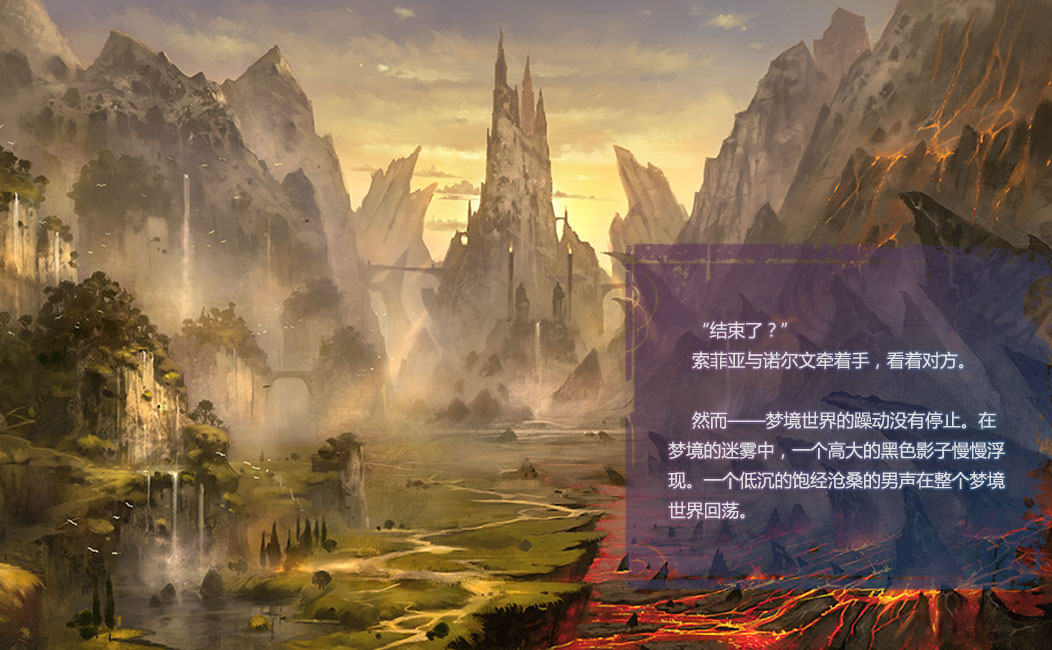 “结束了？”
索菲亚与诺尔文牵着手，看着对方。
然而——梦境世界的躁动没有停止。在
梦境的迷雾中，一个高大的黑色影子慢慢浮
现。一个低沉的饱经沧桑的男声在整个梦境
世界回荡。